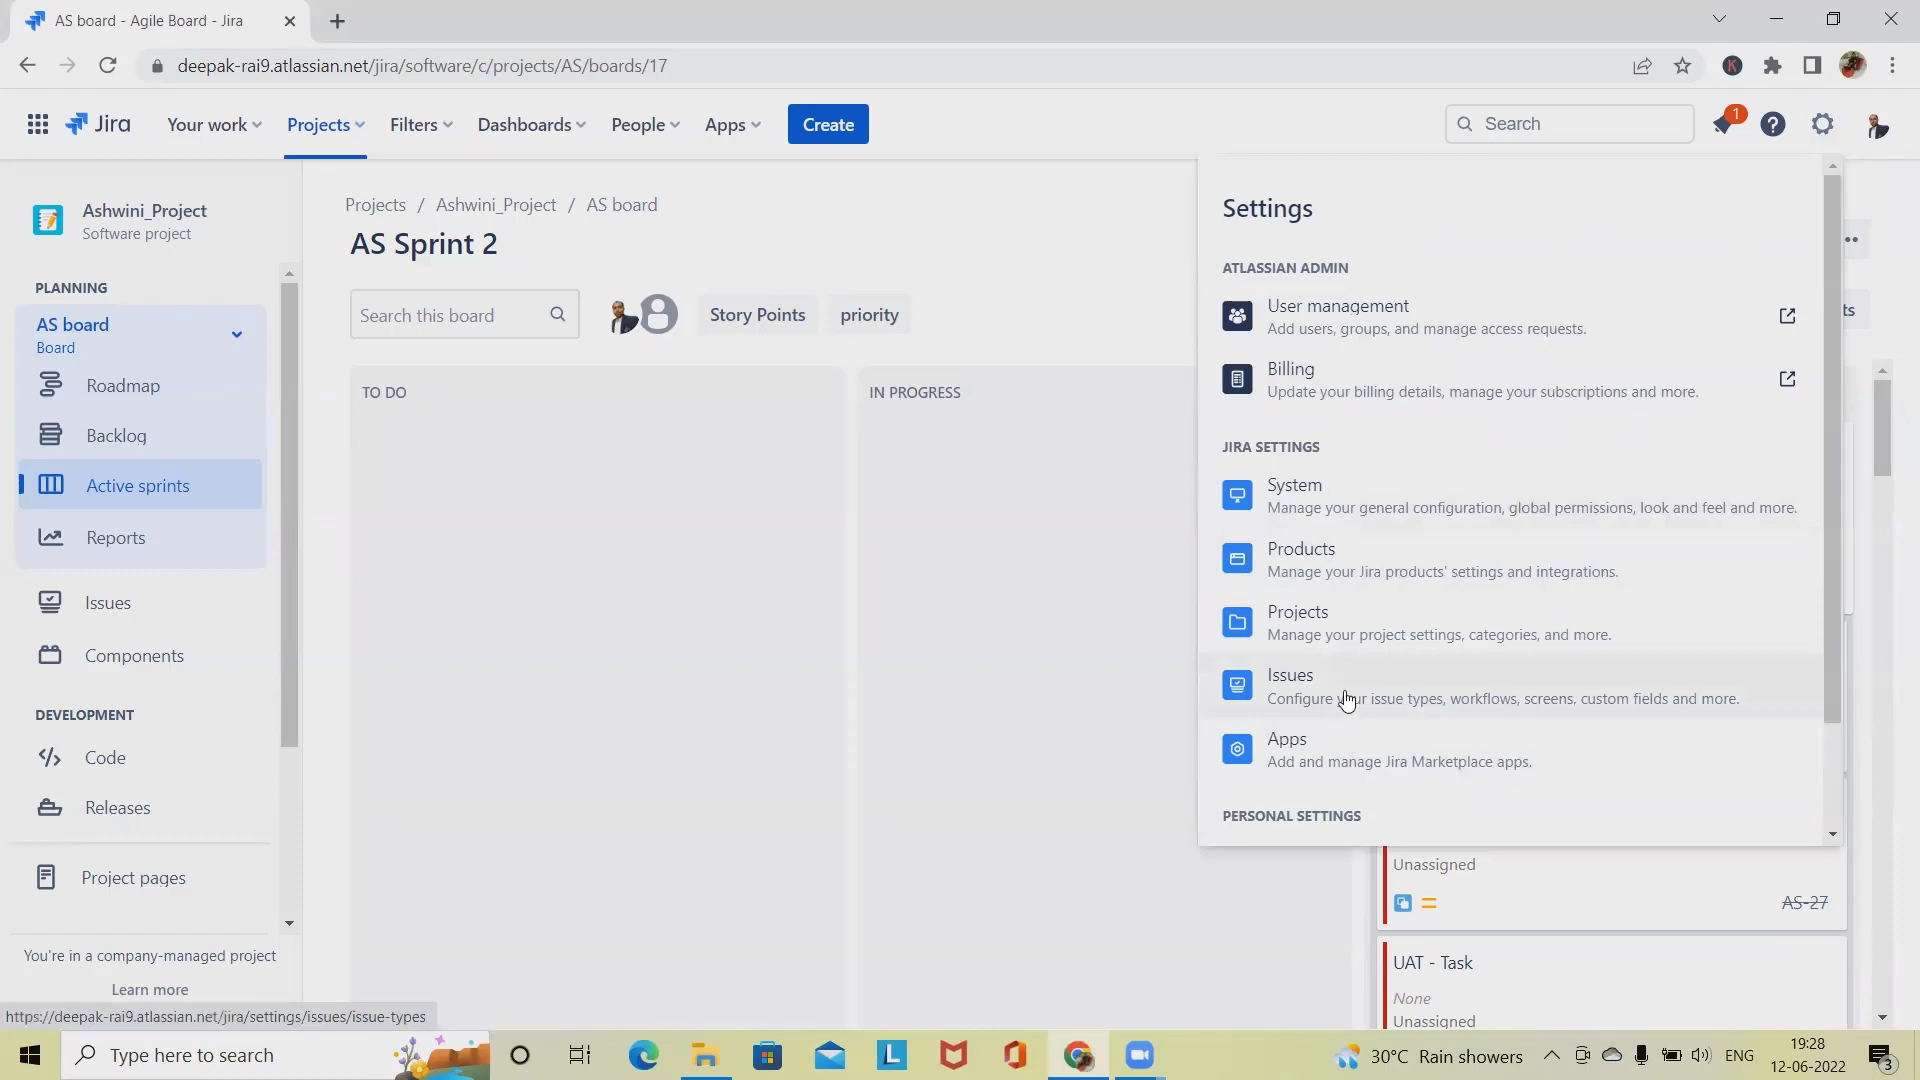 AS board - Agile Board - Jira
deepak-rai9.atlassian.net/jira/software/c/projects/AS/boards/17
K
Jira
Your work
Projects
Filters
Dashboards
People
Apps
Create
Search
1
Ashwini_Project
Software project
PLANNING
AS board
Board
Roadmap
Backlog
Active sprints
Reports
Issues
Components
DEVELOPMENT
Code
Releases
Project pages
You're in a company-managed project
Learn more
https://deepak-rai9.atlassian.net/jira/settings/issues/issue-types
Projects / Ashwini_Project / AS board
AS Sprint 2
Search this board
Story Points
priority
TO DO
IN PROGRESS
Settings
ATLASSIAN ADMIN
User management
Add users, groups, and manage access requests.
Billing
Update your billing details, manage your subscriptions and more.
JIRA SETTINGS
System
Manage your general configuration, global permissions, look and feel and more.
Products
Manage your Jira products' settings and integrations.
Projects
Manage your project settings, categories, and more.
Issues
Configure your issue types, workflows, screens, custom fields and more.
Apps
Add and manage Jira Marketplace apps.
PERSONAL SETTINGS
Unassigned
AS-27
UAT - Task
None
Unassigned
Type here to search
L
30°C Rain showers
ENG
19:28
12-06-2022
3